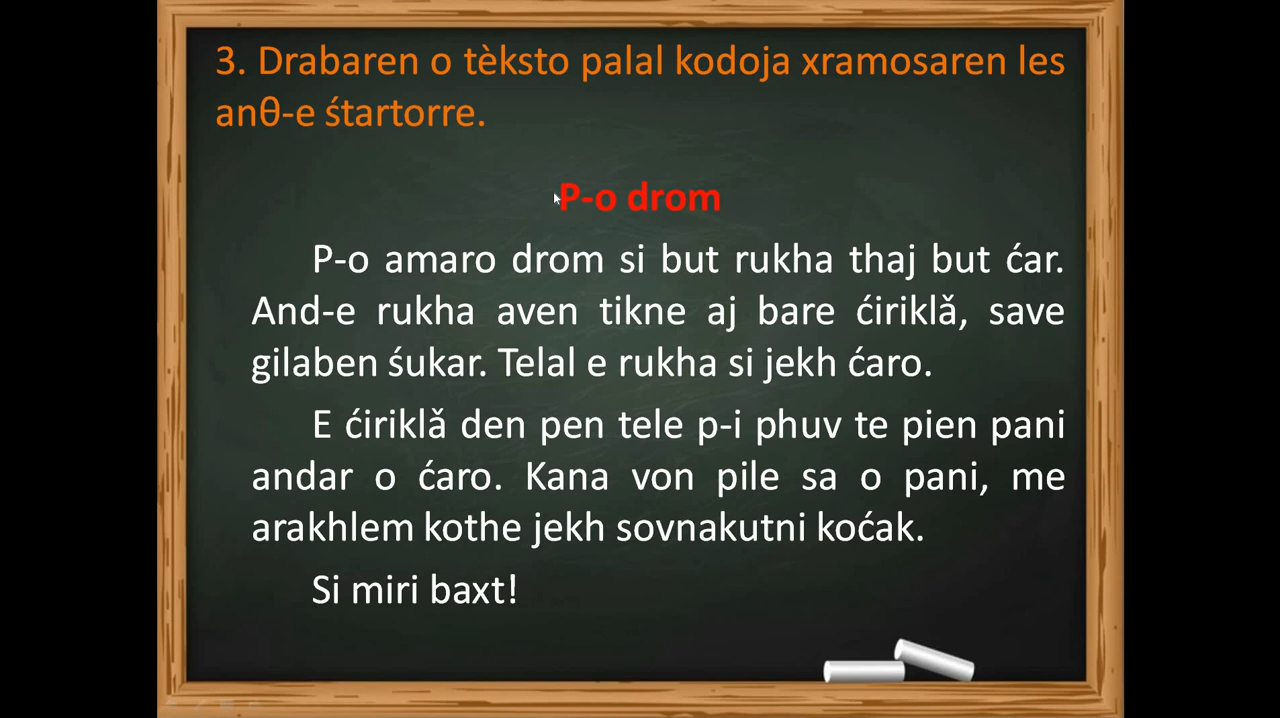 3. Drabaren o tèksto palal kodoja xramosaren les
anθ-e śtartorre.
P-o drom
P-o amaro drom si but rukha thaj but ćar.
And-e rukha aven tikne aj bare ćiriklǎ, save
gilaben śukar. Telal e rukha si jekh ćaro.
E ćiriklǎ den pen tele p-i phuv te pien pani
andar o ćaro. Kana von pile sa o pani, me
arakhlem kothe jekh sovnakutni koćak.
Si miri baxt!